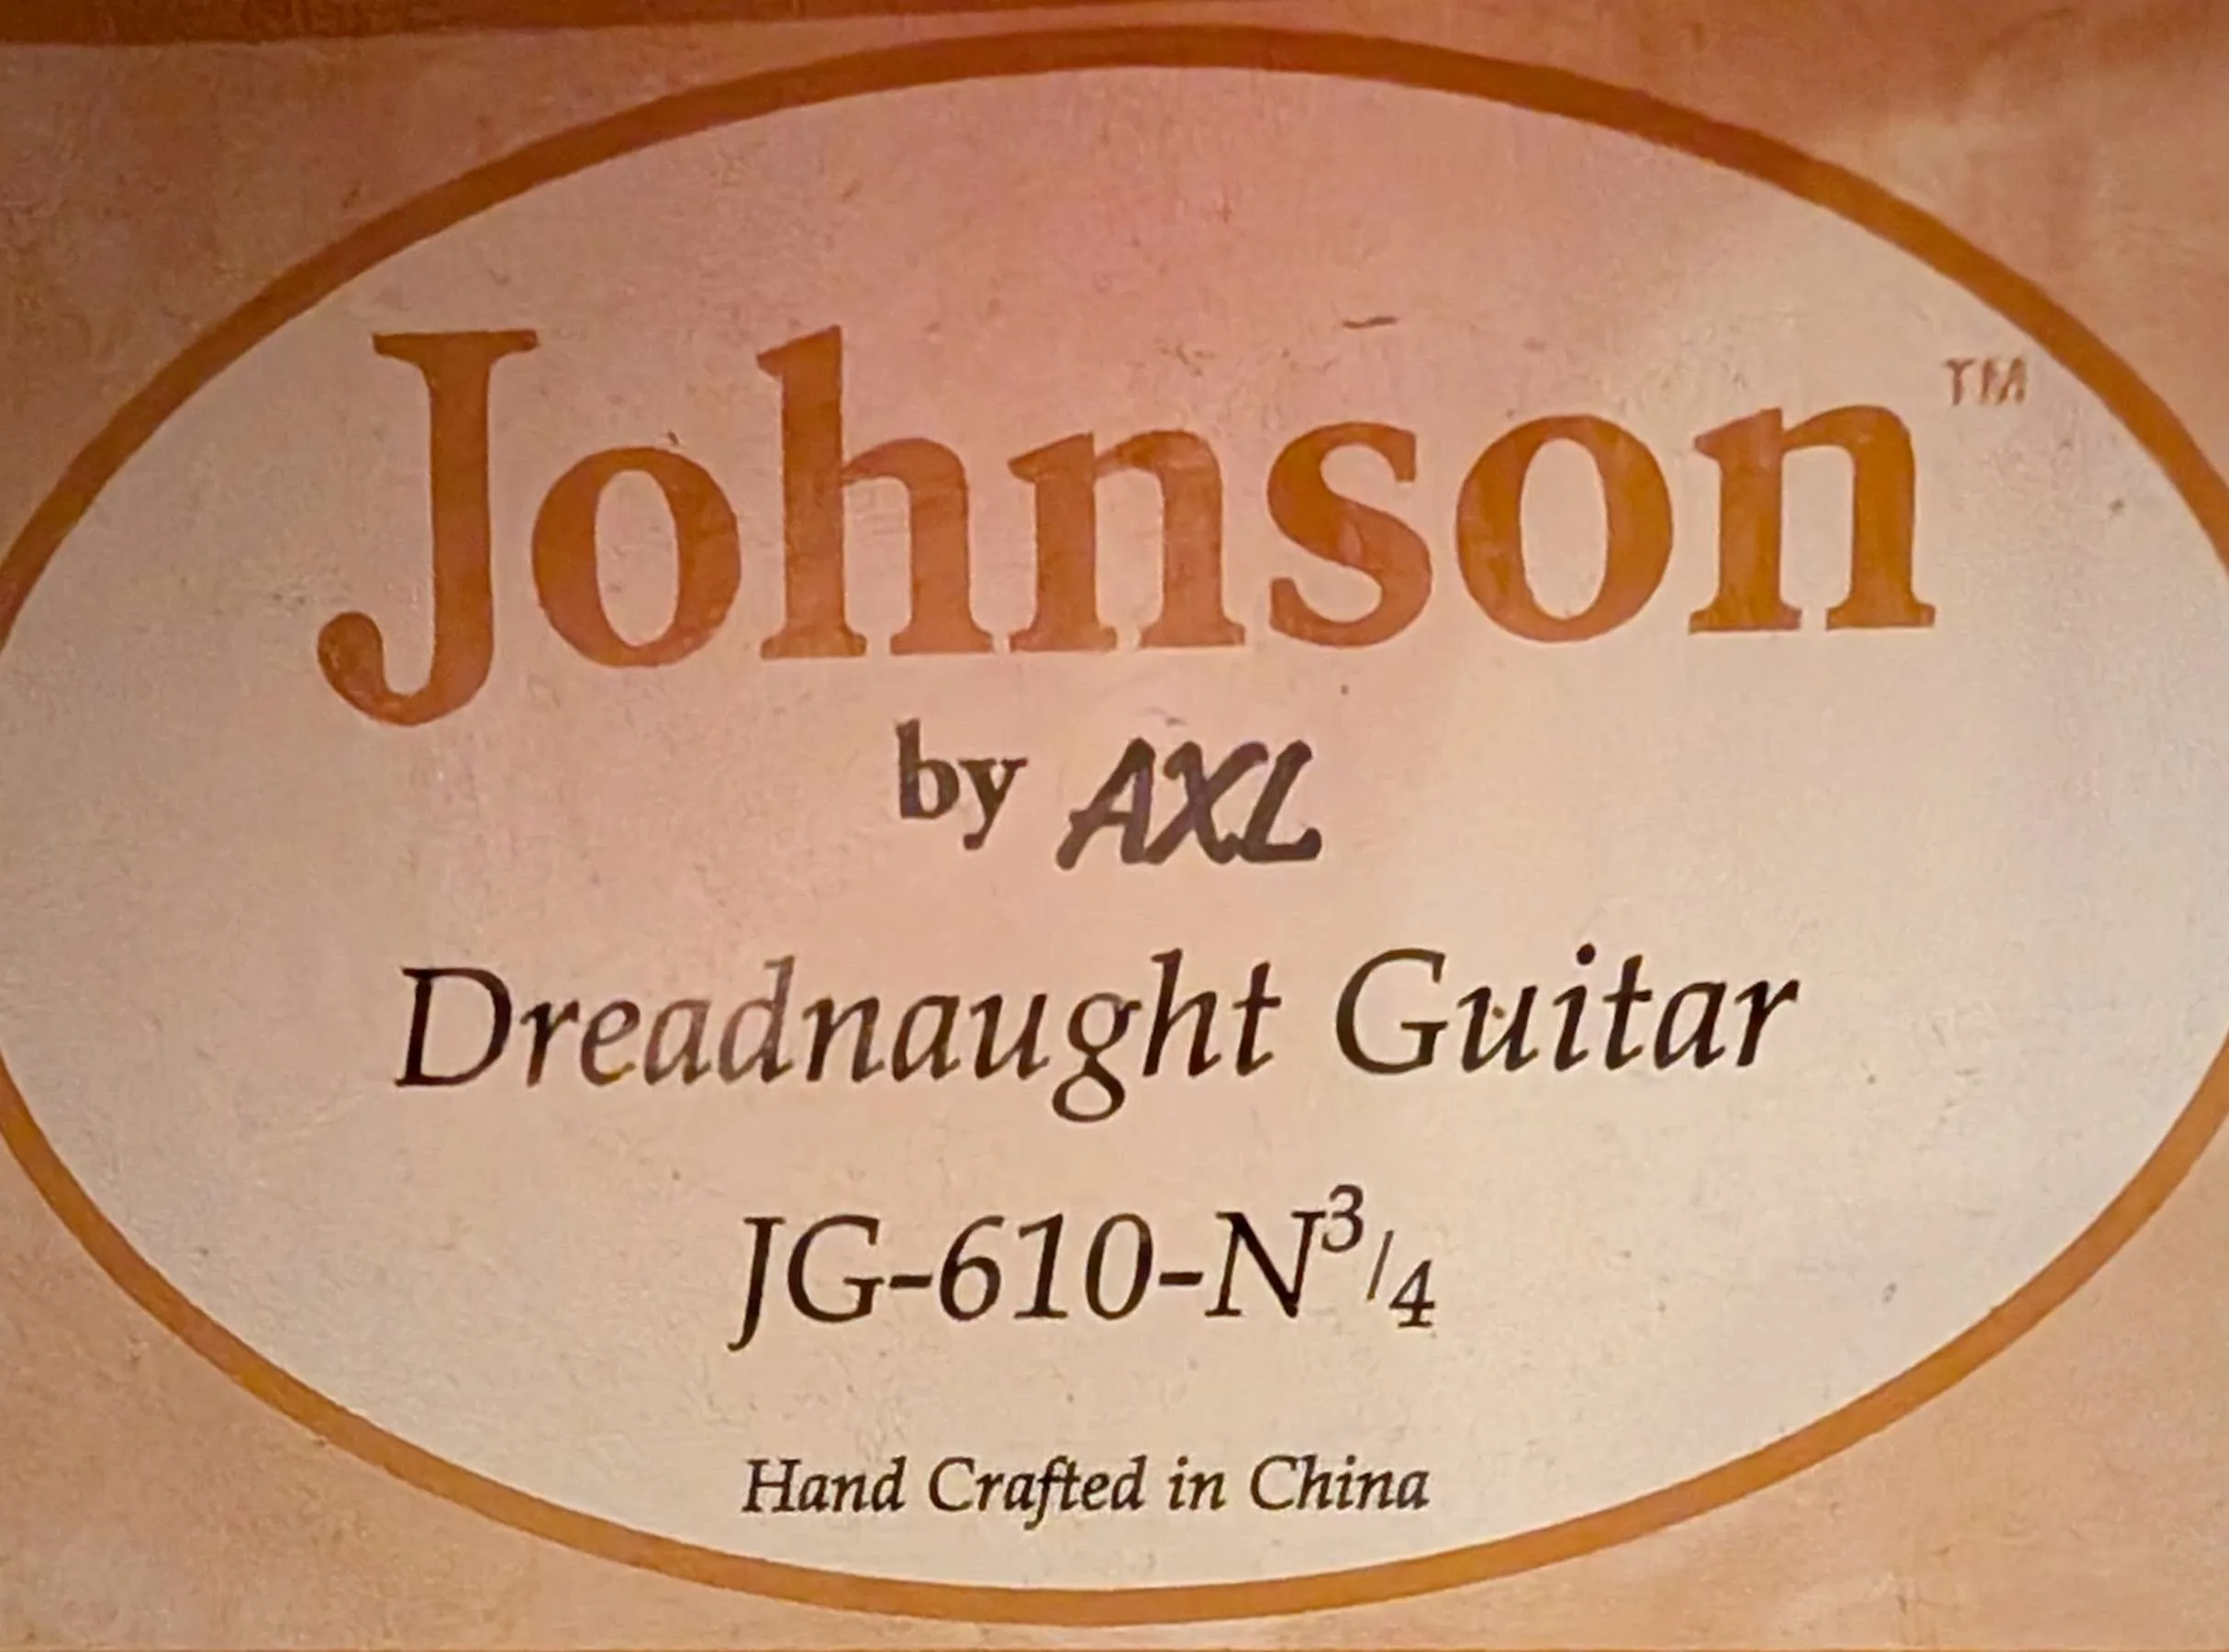 Johnson™
by AXL
Dreadnaught Guitar
JG-610-N3/4
Hand Crafted in China